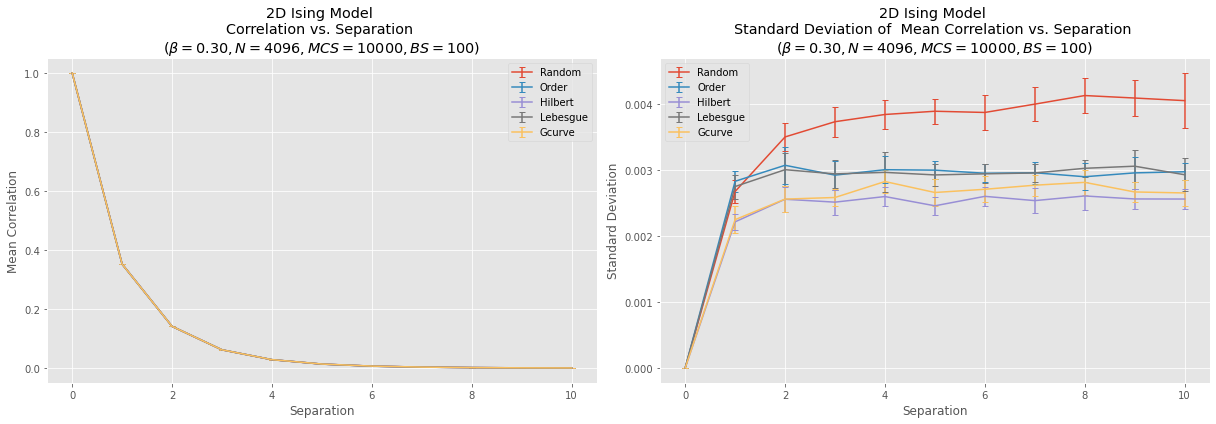 2D Ising Model
Correlation vs. Separation
(β = 0.30, N = 4096, MCS = 10000, BS = 100)
1.0
0.8
0.6
0.4
0.2
0.0
Mean Correlation
0
2
4
6
8
10
Separation
Random
Order
Hilbert
Lebesgue
Gcurve
2D Ising Model
Standard Deviation of Mean Correlation vs. Separation
(β = 0.30, N = 4096, MCS = 10000, BS = 100)
0.004
0.003
0.002
0.001
0.000
Standard Deviation
0
2
4
6
8
10
Separation
Random
Order
Hilbert
Lebesgue
Gcurve